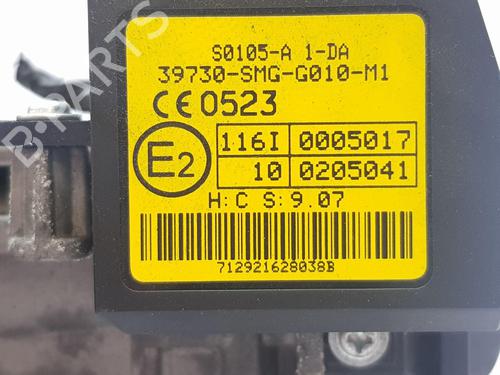 S0105-A 1-DA
39730-SMG-G010-M1
CE 0523
E2
116I 0005017
10 0205041
H:C S:9.07
712921628038B
B-PARTS